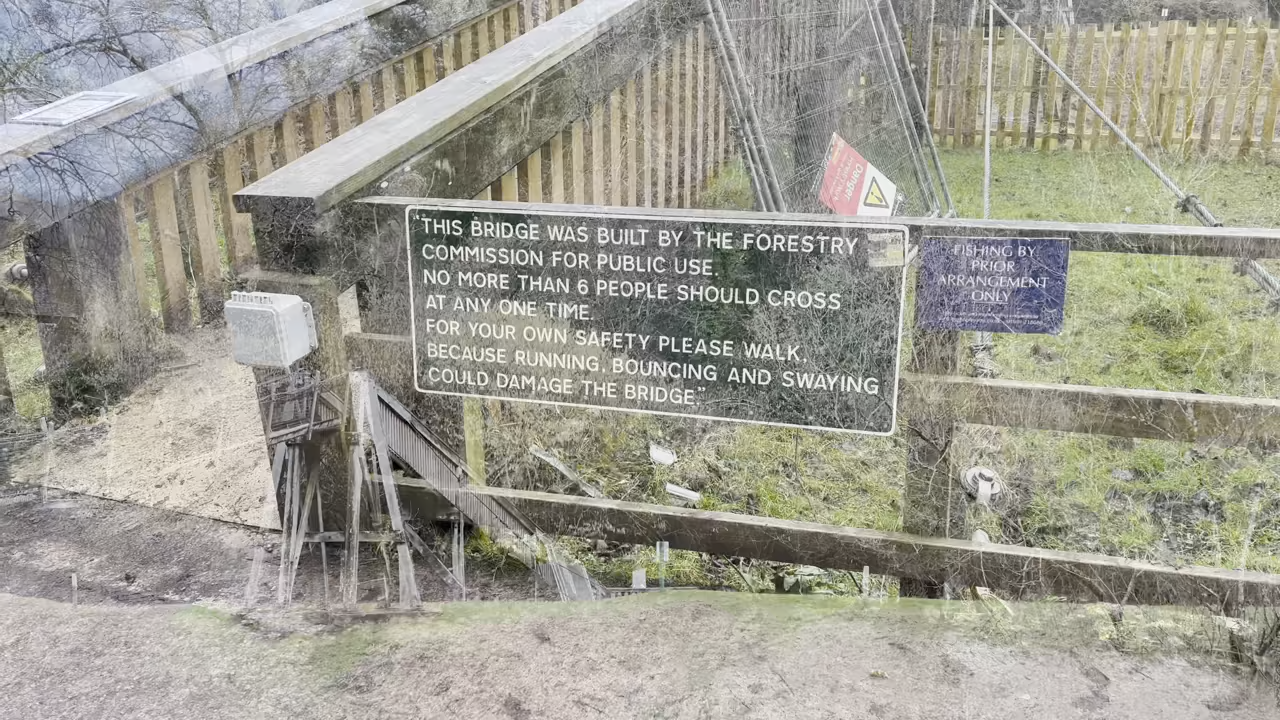 "THIS BRIDGE WAS BUILT BY THE FORESTRY
COMMISSION FOR PUBLIC USE.
NO MORE THAN 6 PEOPLE SHOULD CROSS
AT ANY ONE TIME.
FOR YOUR OWN SAFETY PLEASE WALK.
BECAUSE RUNNING. BOUNCING AND SWAYING
COULD DAMAGE THE BRIDGE."
FISHING BY
PRIOR
ARRANGEMENT
ONLY
Danger